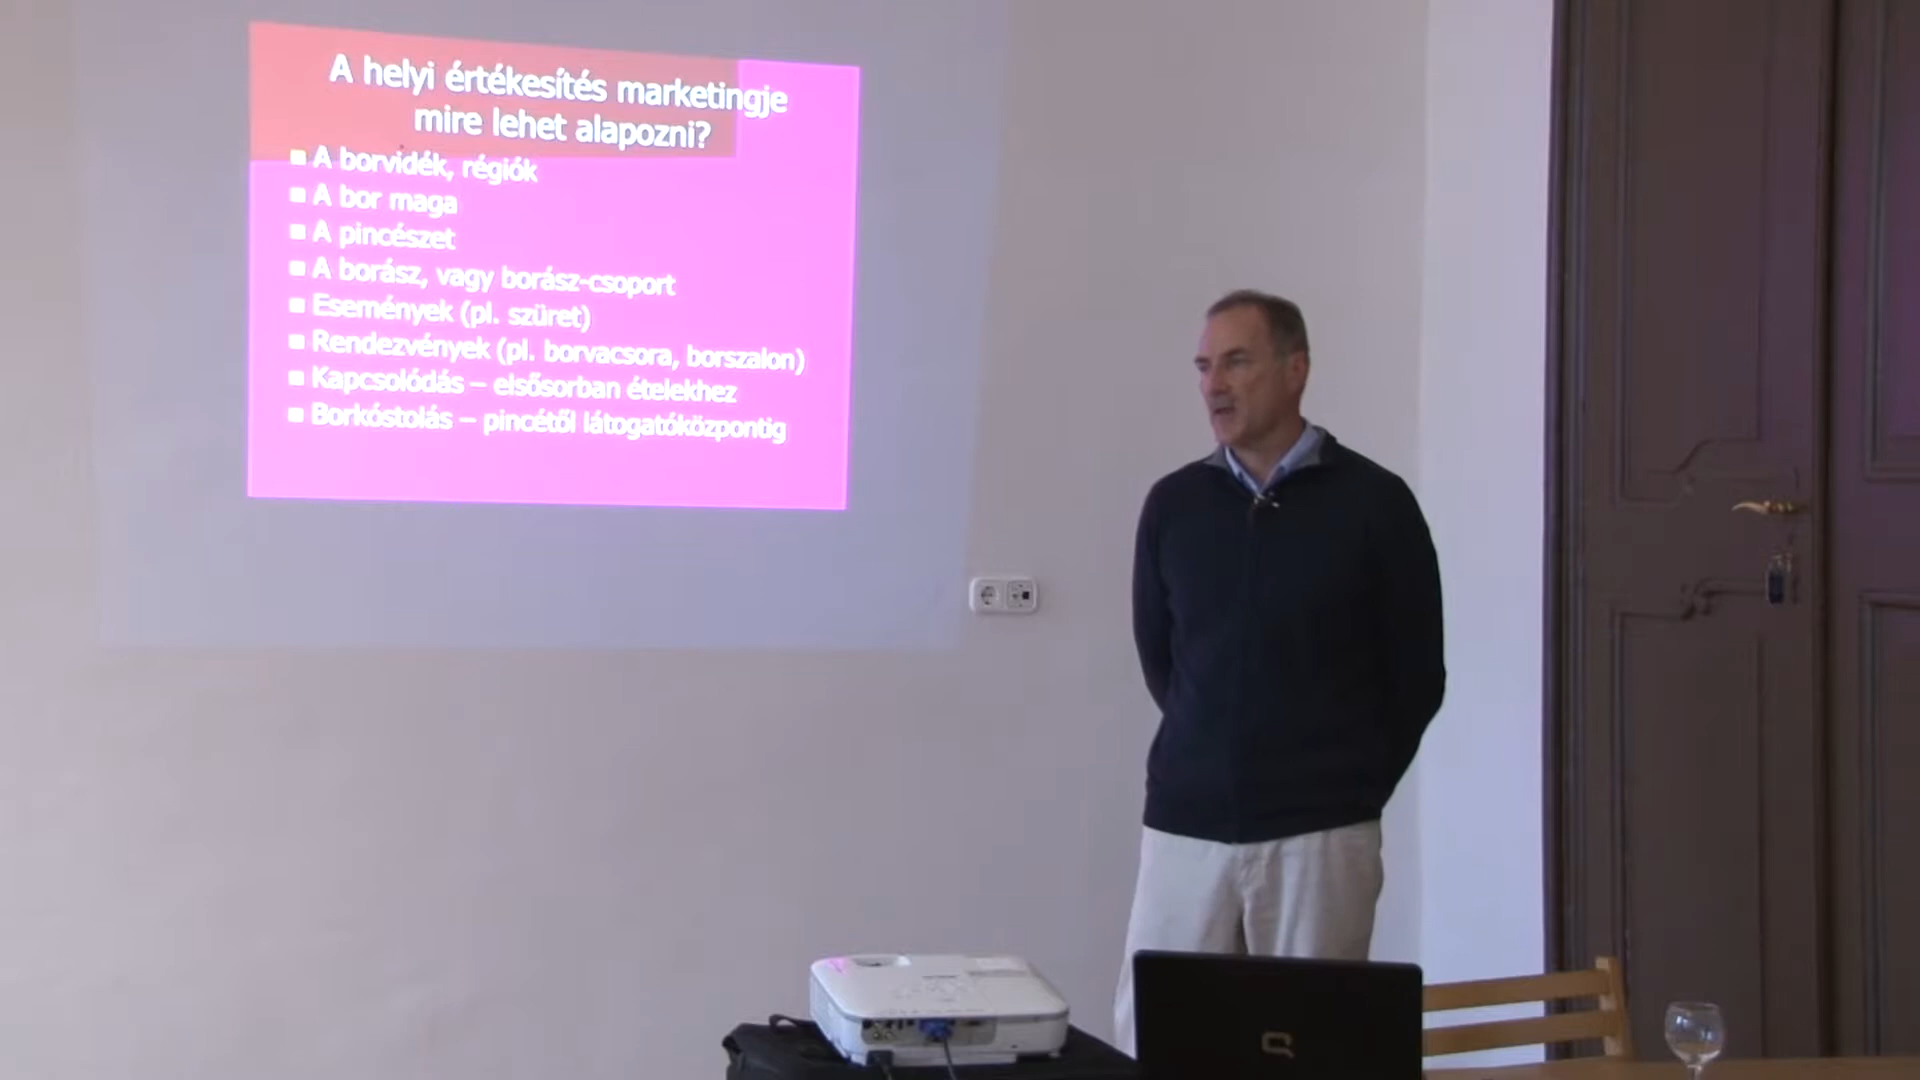 A helyi értékesítés marketingje
mire lehet alapozni?
A borvidék, régiók
A bor maga
A pincészet
A borász, vagy borász-csoport
Események (pl. szüret)
Rendezvények (pl. borvacsora, borszalon)
Kapcsolódás – elsősorban ételekhez
Borkóstolás – pincétől látogatóközpontig